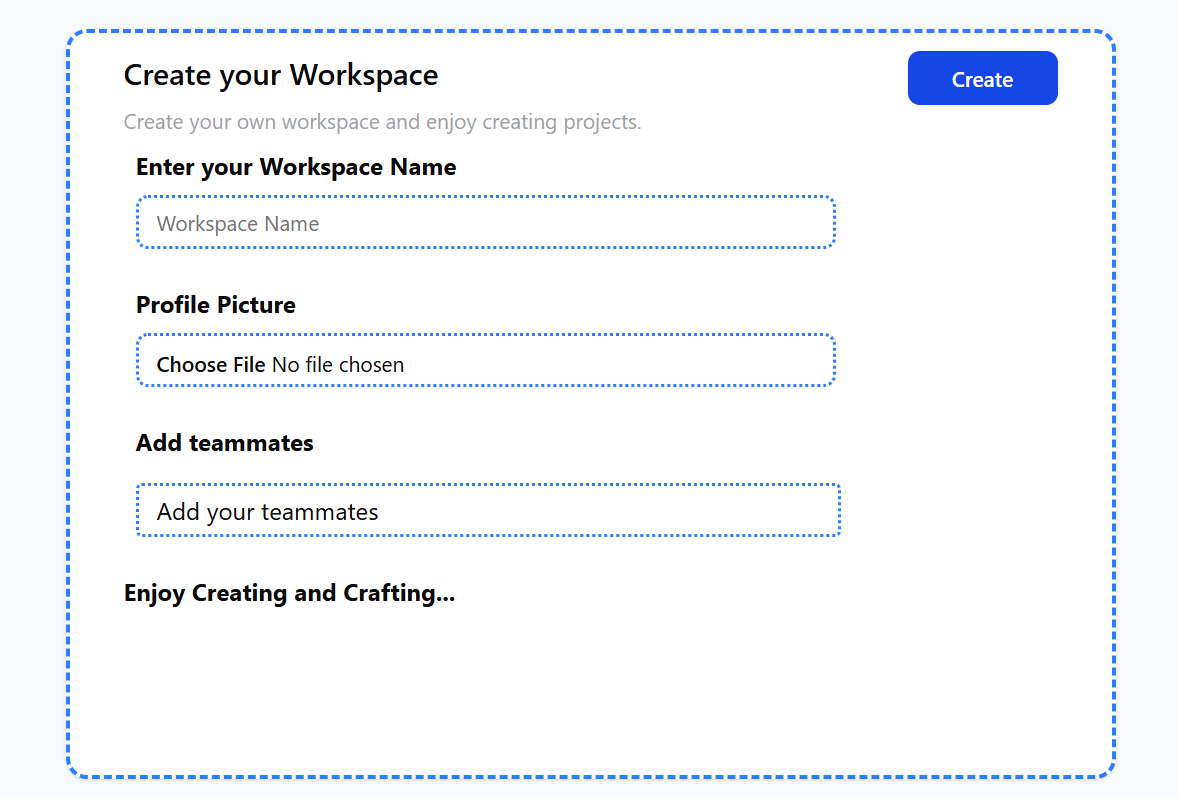 Create your Workspace
Create
Create your own workspace and enjoy creating projects.
Enter your Workspace Name
Workspace Name
Profile Picture
Choose File No file chosen
Add teammates
Add your teammates
Enjoy Creating and Crafting...